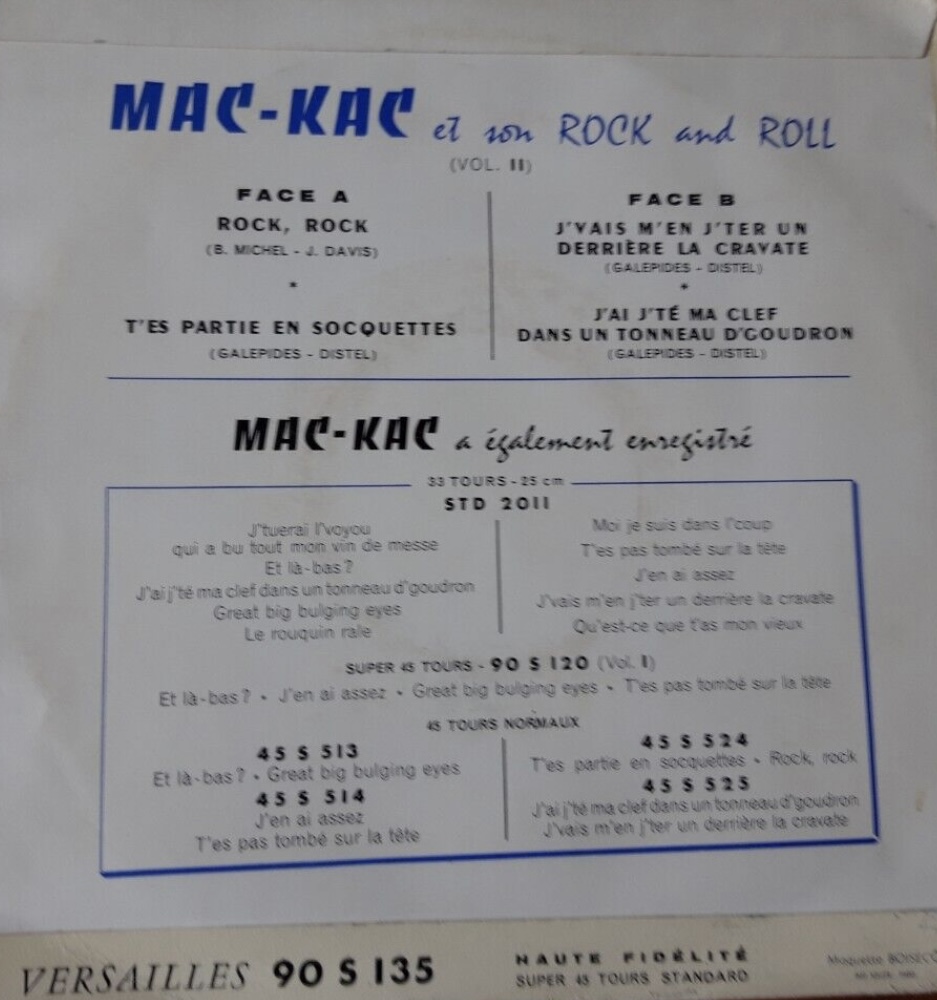 MAC-KAC et son ROCK and ROLL
(VOL. II)
FACE A
ROCK, ROCK
(B. MICHEL - J. DAVIS)
*
T'ES PARTIE EN SOCQUETTES
(GALEPIDES - DISTEL)
FACE B
J'VAIS M'EN J'TER UN
DERRIÈRE LA CRAVATE
(GALEPIDES - DISTEL)
*
J'AI J'TÉ MA CLEF
DANS UN TONNEAU D'GOUDRON
(GALEPIDES - DISTEL)
MAC-KAC a également enregistré
33 TOURS - 25 cm
STD 2011
J'tuerai l'voyou
qui a bu tout mon vin de messe
Et là-bas ?
J'ai j'té ma clef dans un tonneau d'goudron
Great big bulging eyes
Le rouquin rale
Moi je suis dans l'coup
T'es pas tombé sur la tête
J'en ai assez
J'vais m'en j'ter un derrière la cravate
Qu'est-ce que t'as mon vieux
SUPER 45 TOURS - 90 S 120 (Vol. I)
Et là-bas ? • J'en ai assez • Great big bulging eyes • T'es pas tombé sur la tête
45 TOURS NORMAUX
45 S 513
Et là-bas ? • Great big bulging eyes
45 S 514
J'en ai assez
T'es pas tombé sur la tête
45 S 524
T'es partie en socquettes • Rock, rock
45 S 525
J'ai j'té ma clef dans un tonneau d'goudron
J'vais m'en j'ter un derrière la cravate
VERSAILLES 90 S 135
HAUTE FIDÉLITÉ
SUPER 45 TOURS STANDARD
Maquette